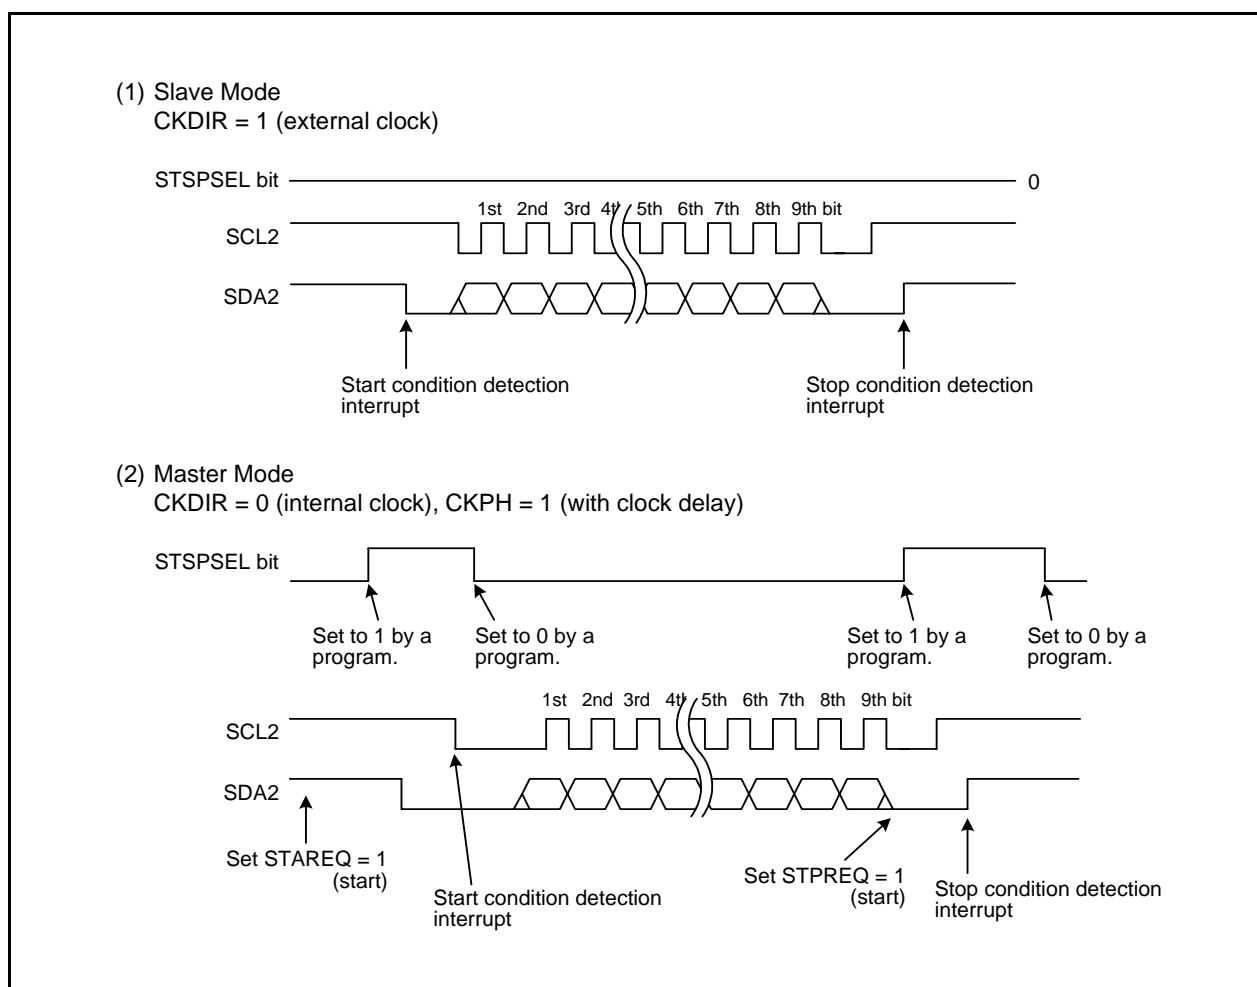 (1) Slave Mode
CKDIR = 1 (external clock)
STSPSEL bit
0
1st 2nd 3rd 4th 5th 6th 7th 8th 9th bit
SCL2
SDA2
Start condition detection
interrupt
Stop condition detection
interrupt
(2) Master Mode
CKDIR = 0 (internal clock), CKPH = 1 (with clock delay)
STSPSEL bit
Set to 1 by a
program.
Set to 0 by a
program.
Set to 1 by a
program.
Set to 0 by a
program.
1st 2nd 3rd 4th 5th 6th 7th 8th 9th bit
SCL2
SDA2
Set STAREQ = 1
(start)
Start condition detection
interrupt
Set STPREQ = 1
(start)
Stop condition detection
interrupt